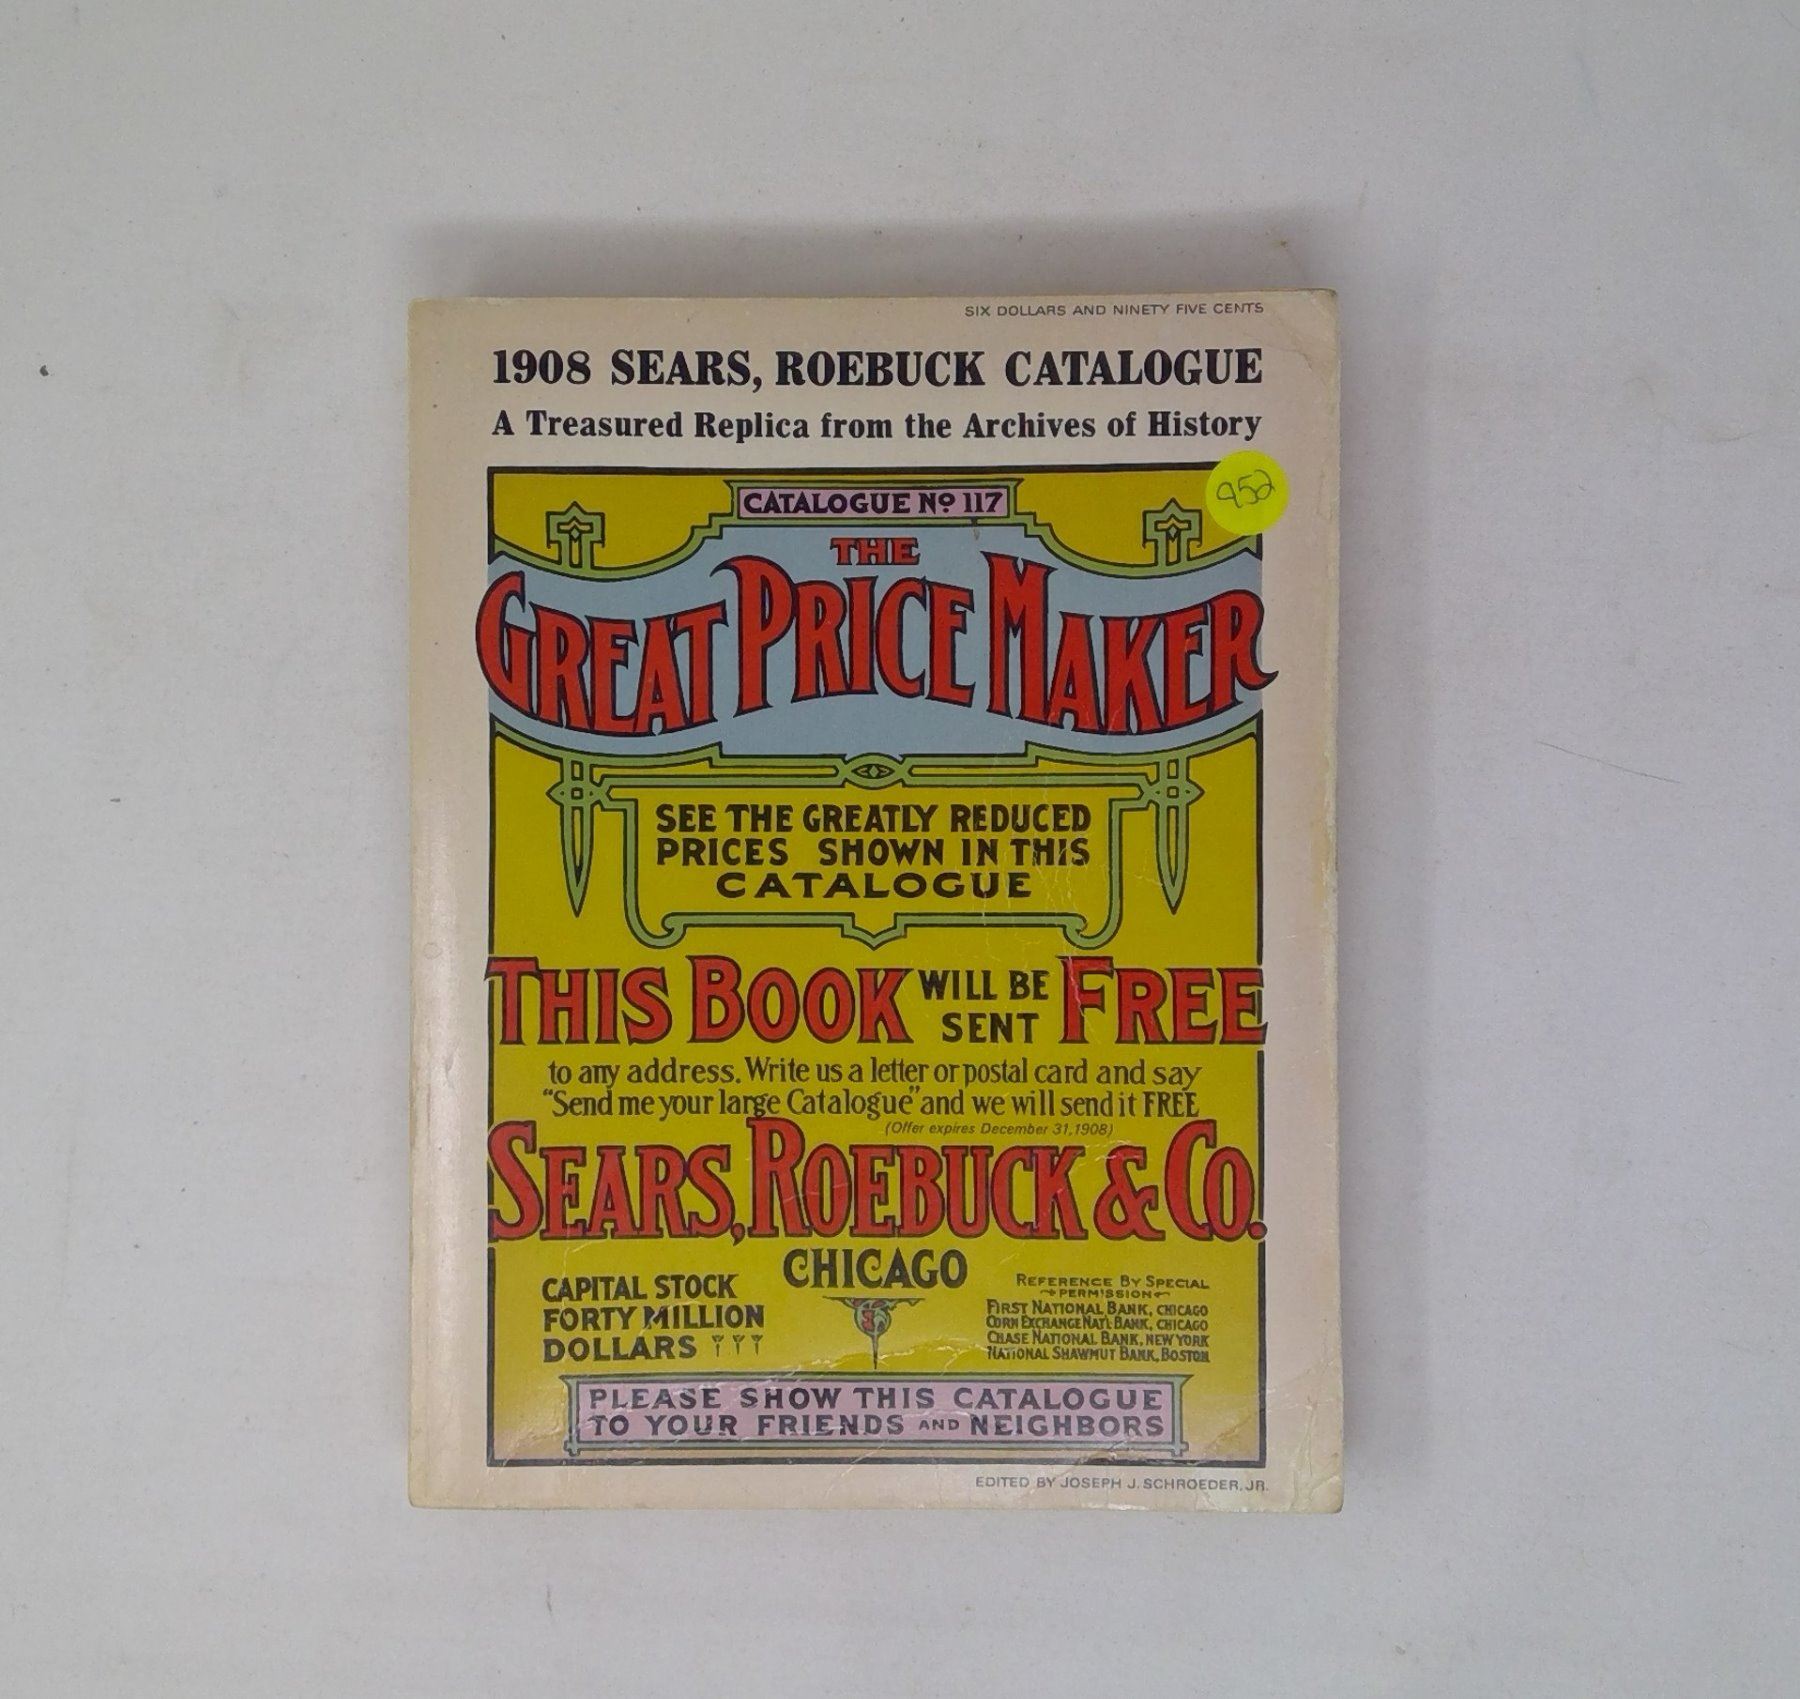 SIX DOLLARS AND NINETY FIVE CENTS
1908 SEARS, ROEBUCK CATALOGUE
A Treasured Replica from the Archives of History
952
CATALOGUE Nº 117
THE
GREAT PRICE MAKER
SEE THE GREATLY REDUCED
PRICES SHOWN IN THIS
CATALOGUE
THIS BOOK WILL BE SENT FREE
to any address. Write us a letter or postal card and say
"Send me your large Catalogue" and we will send it FREE
(Offer expires December 31, 1908)
SEARS, ROEBUCK & CO.
CHICAGO
CAPITAL STOCK
FORTY MILLION
DOLLARS
REFERENCE BY SPECIAL
PERMISSION
FIRST NATIONAL BANK, CHICAGO
CORN EXCHANGE NAT'L BANK, CHICAGO
CHASE NATIONAL BANK, NEW YORK
NATIONAL SHAWMUT BANK, BOSTON
PLEASE SHOW THIS CATALOGUE
TO YOUR FRIENDS AND NEIGHBORS
EDITED BY JOSEPH J. SCHROEDER, JR.